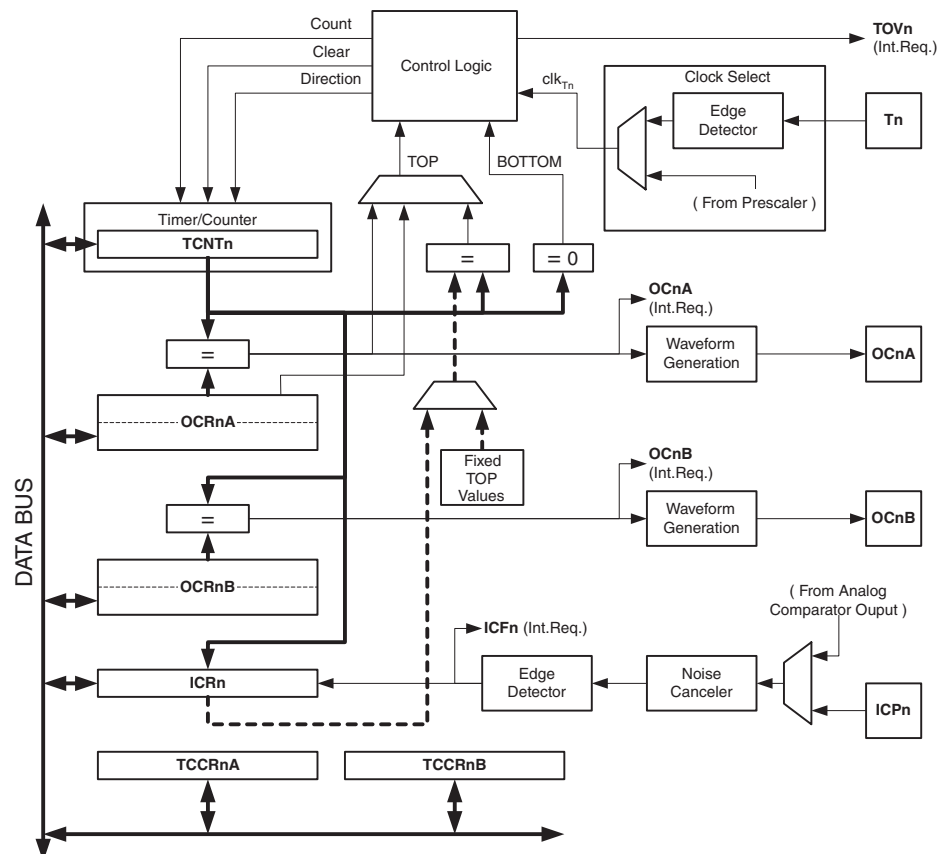 Count
Clear
Direction
Control Logic
TOVn
(Int.Req.)
clkTn
Clock Select
Edge
Detector
Tn
( From Prescaler )
TOP
BOTTOM
Timer/Counter
TCNTn
=
= 0
OCnA
(Int.Req.)
=
Waveform
Generation
OCnA
OCRnA
Fixed
TOP
Values
OCnB
(Int.Req.)
=
Waveform
Generation
OCnB
DATA BUS
OCRnB
( From Analog
Comparator Ouput )
ICFn (Int.Req.)
ICRn
Edge
Detector
Noise
Canceler
ICPn
TCCRnA
TCCRnB